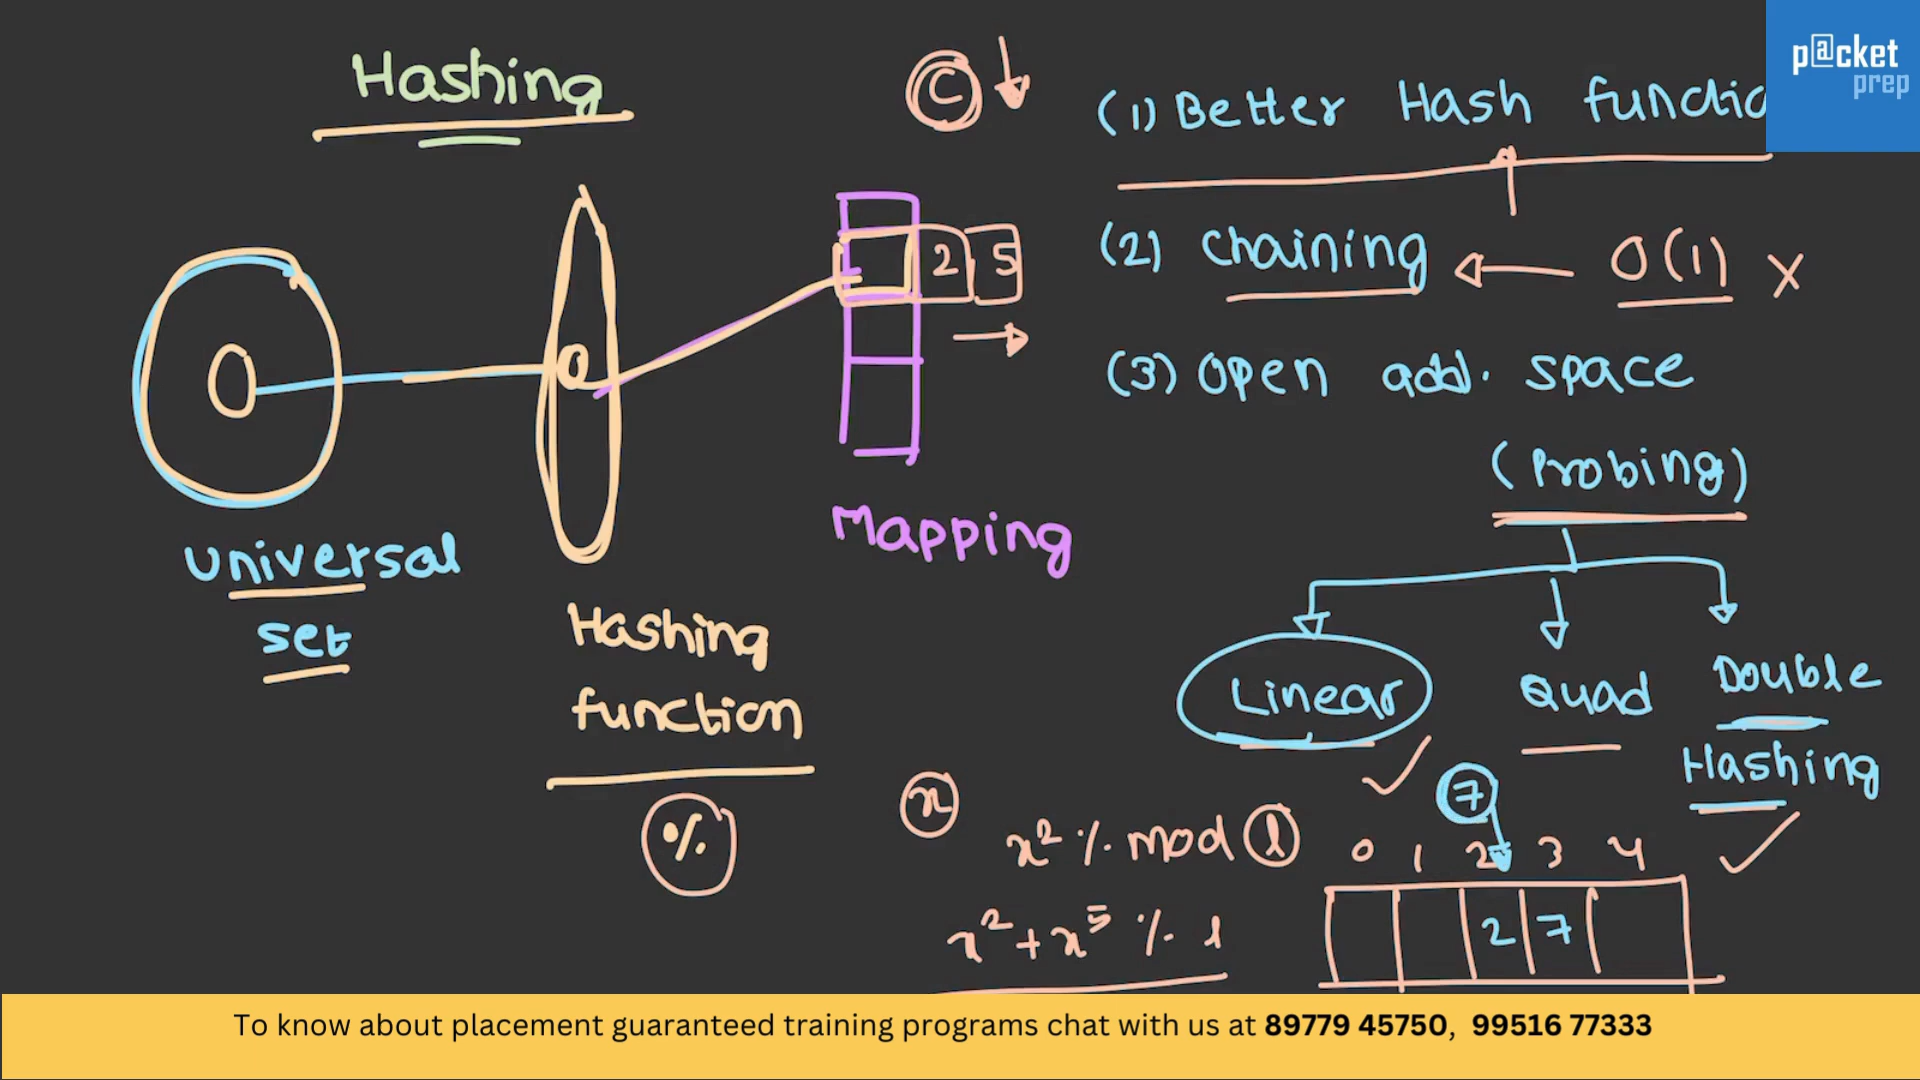 Hashing
C
(1) Better Hash functio
p@cket
prep
2 5
(2) chaining
O(1) x
(3) open add. space
(Probing)
universal
set
Mapping
Hashing
function
Linear
Quad
Double
Hashing
%
x
x² % mod l
7
0 1 2 3 4
x² + x⁵ % l
2 7
To know about placement guaranteed training programs chat with us at 89779 45750, 99516 77333